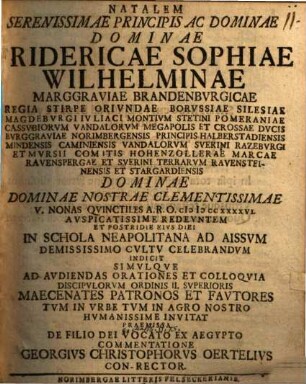 NATALEM
SERENISSIMAE PRINCIPIS AC DOMINAE
DOMINAE
RIDERICAE SOPHIAE
WILHELMINAE
MARGGRAVIAE BRANDENBVRGICAE
REGIA STIRPE ORIVNDAE BORVSSIAE SILESIAE
MAGDEBVRGI IVLIACI MONTIVM STETINI POMERANIAE
CASSVBIORVM VANDALORVM MEGAPOLIS ET CROSSAE DVCIS
BVRGGRAVIAE NORIMBERGENSIS PRINCIPIS HALBERSTADIENSIS
MINDENSIS CAMINIENSIS VANDALORVM SVERINI RAZEBVRGI
ET MVRSII COMITIS HOHENZOLLERAE MARCAE
RAVENSPERGAE ET SVERINI TERRARVM RAVENSTEI-
NENSIS ET STARGARDIENSIS
DOMINAE
DOMINAE NOSTRAE CLEMENTISSIMAE
V. NONAS QVINCTILES A.R.O.
AVSPICATISSIME REDEVNTEM
ET POSTRIDIE EIVS DIEI
IN SCHOLA NEAPOLITANA AD AISSVM
DEMISSISSIMO CVLTV CELEBRANDVM
INDICIT
SIMVLQVE
AD AVDIENDAS ORATIONES ET COLLOQVIA
DISCIPVLORVM ORDINIS II. SVPERIORIS
MAECENATES PATRONOS ET FAVTORES
TVM IN VRBE TVM IN AGRO NOSTRO
HVMANISSIME INVITAT
PRAEMISSA
DE FILIO DEI VOCATO EX AEGYPTO
COMMENTATIONE
GEORGIVS CHRISTOPHORVS OERTELIVS
CON-RECTOR.
NORIMBERGAE LITTERIS FELSECKERIANIS.